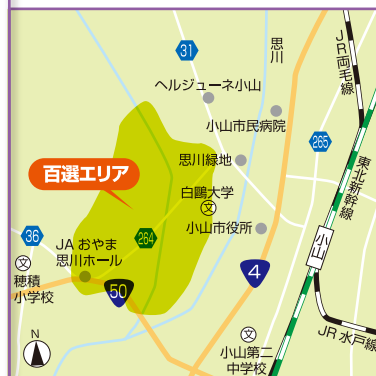 31
思川
JR両毛線
ヘルジューネ小山
小山市民病院
265
思川緑地
百選エリア
東北新幹線
白鷗大学
文
小山市役所
36
264
JA おやま
思川ホール
小山
文
穂積
小学校
50
4
N
文
小山第二
中学校
JR 水戸線